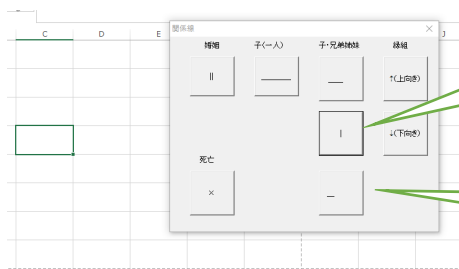 C D E J
関係線
婚姻 子(一人) 子・兄弟姉妹 縁組
|| ――― ― ↑(上向き)
| ↓(下向き)
死亡
× ―